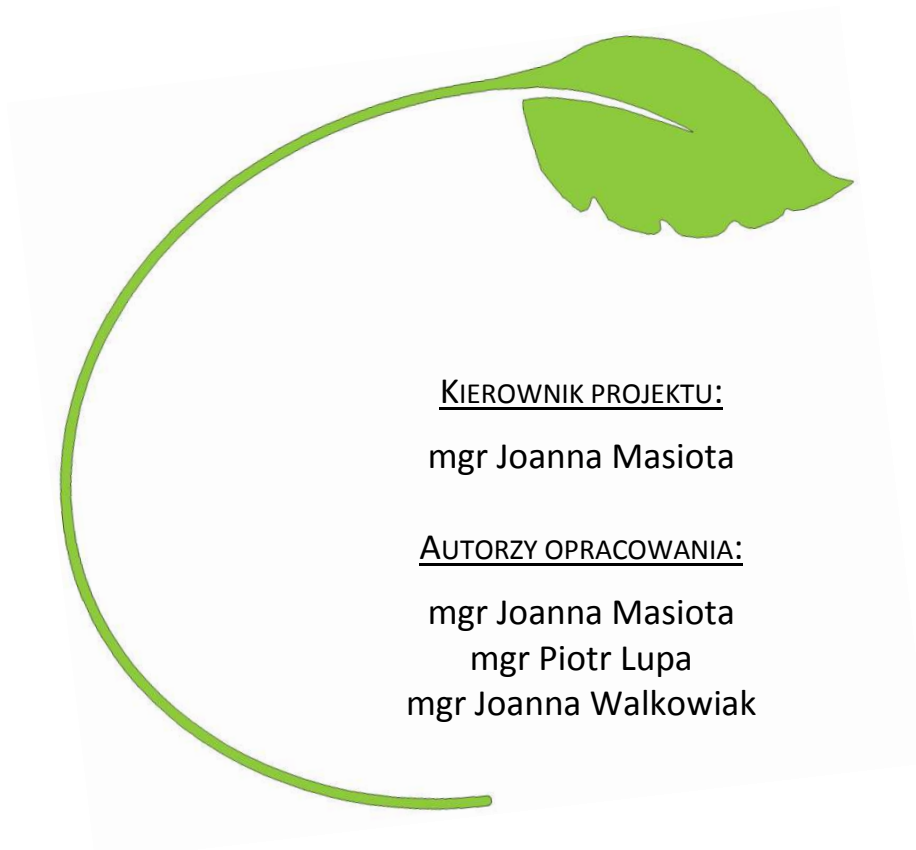 KIEROWNIK PROJEKTU:
mgr Joanna Masiota
AUTORZY OPRACOWANIA:
mgr Joanna Masiota
mgr Piotr Lupa
mgr Joanna Walkowiak